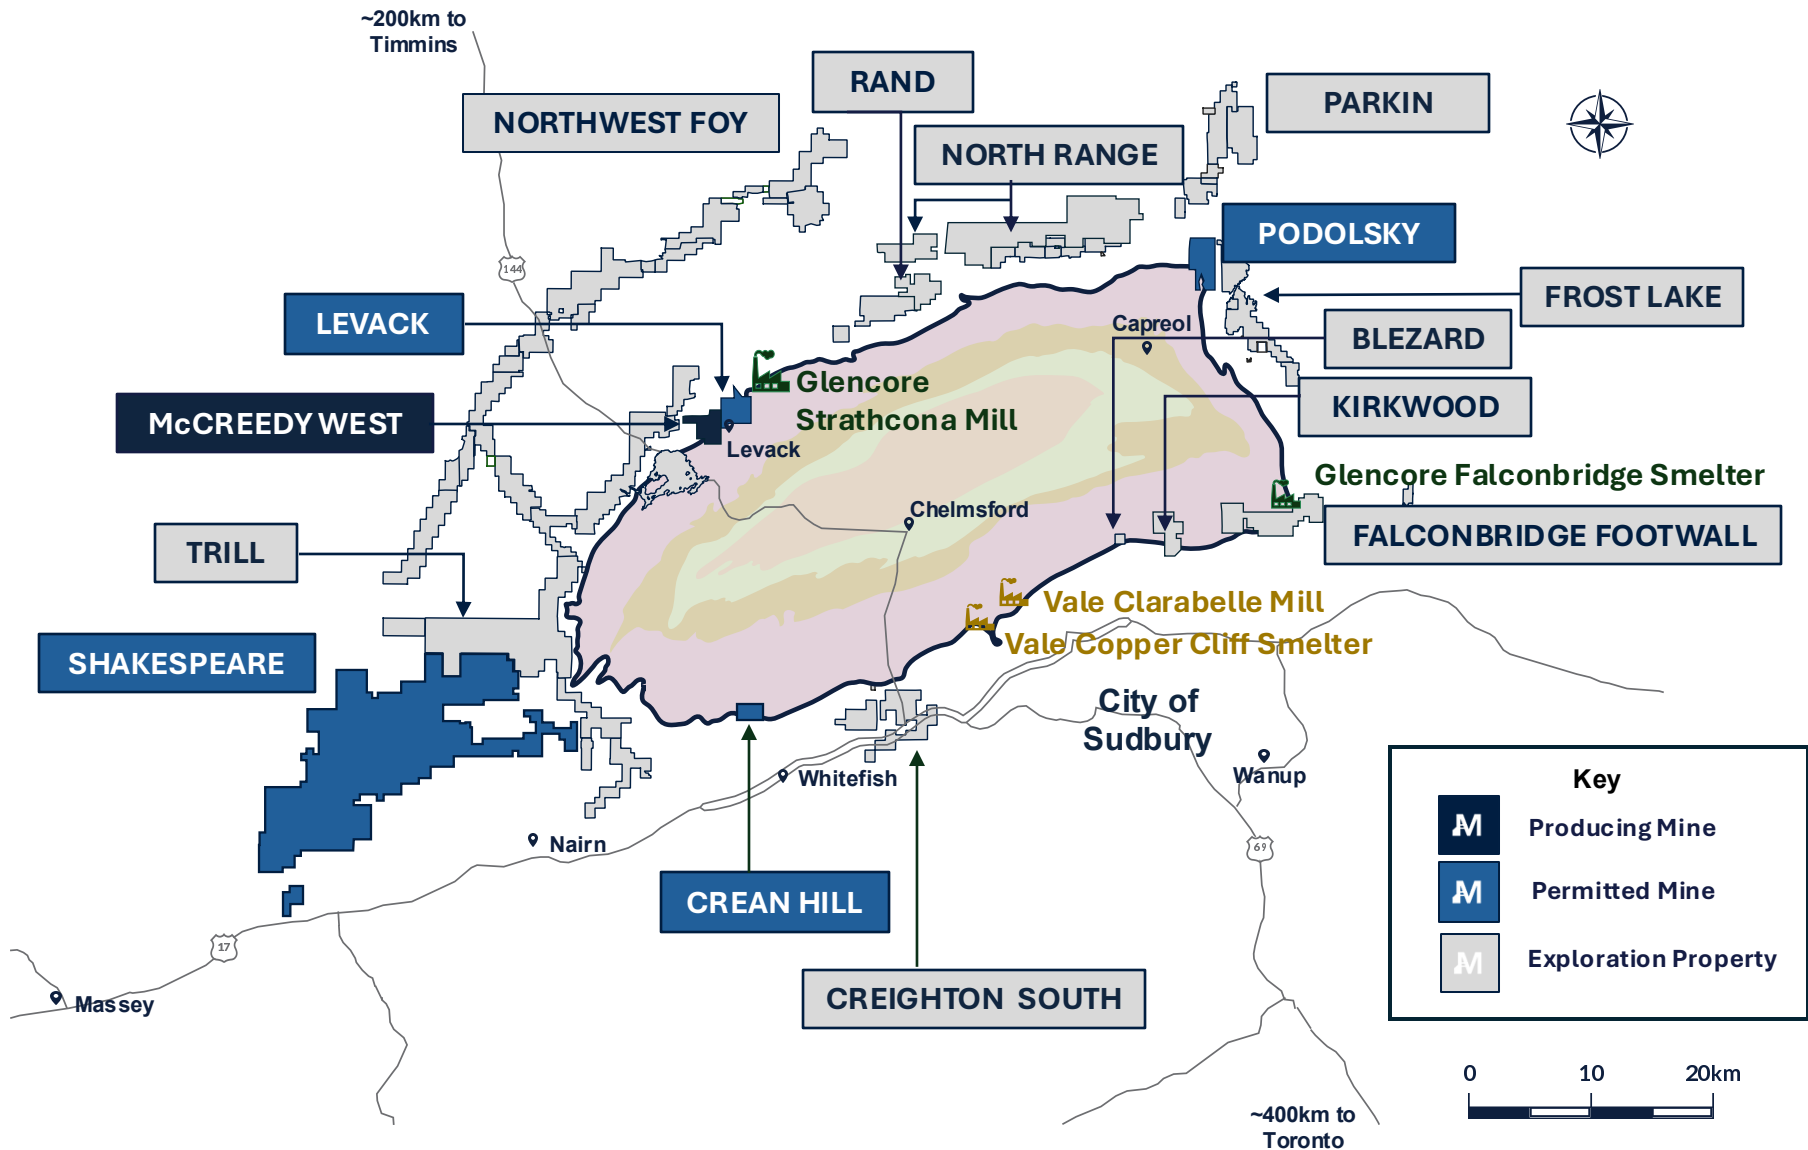 ~200km to
Timmins
RAND
PARKIN
NORTHWEST FOY
NORTH RANGE
PODOLSKY
144
FROST LAKE
LEVACK
Capreol
BLEZARD
Glencore
Strathcona Mill
KIRKWOOD
McCREEDY WEST
Levack
Glencore Falconbridge Smelter
Chelmsford
FALCONBRIDGE FOOTWALL
TRILL
Vale Clarabelle Mill
Vale Copper Cliff Smelter
SHAKESPEARE
City of
Sudbury
Whitefish
Wanup
Nairn
69
CREAN HILL
17
Massey
CREIGHTON SOUTH
Key
M Producing Mine
M Permitted Mine
M Exploration Property
0 10 20km
~400km to
Toronto